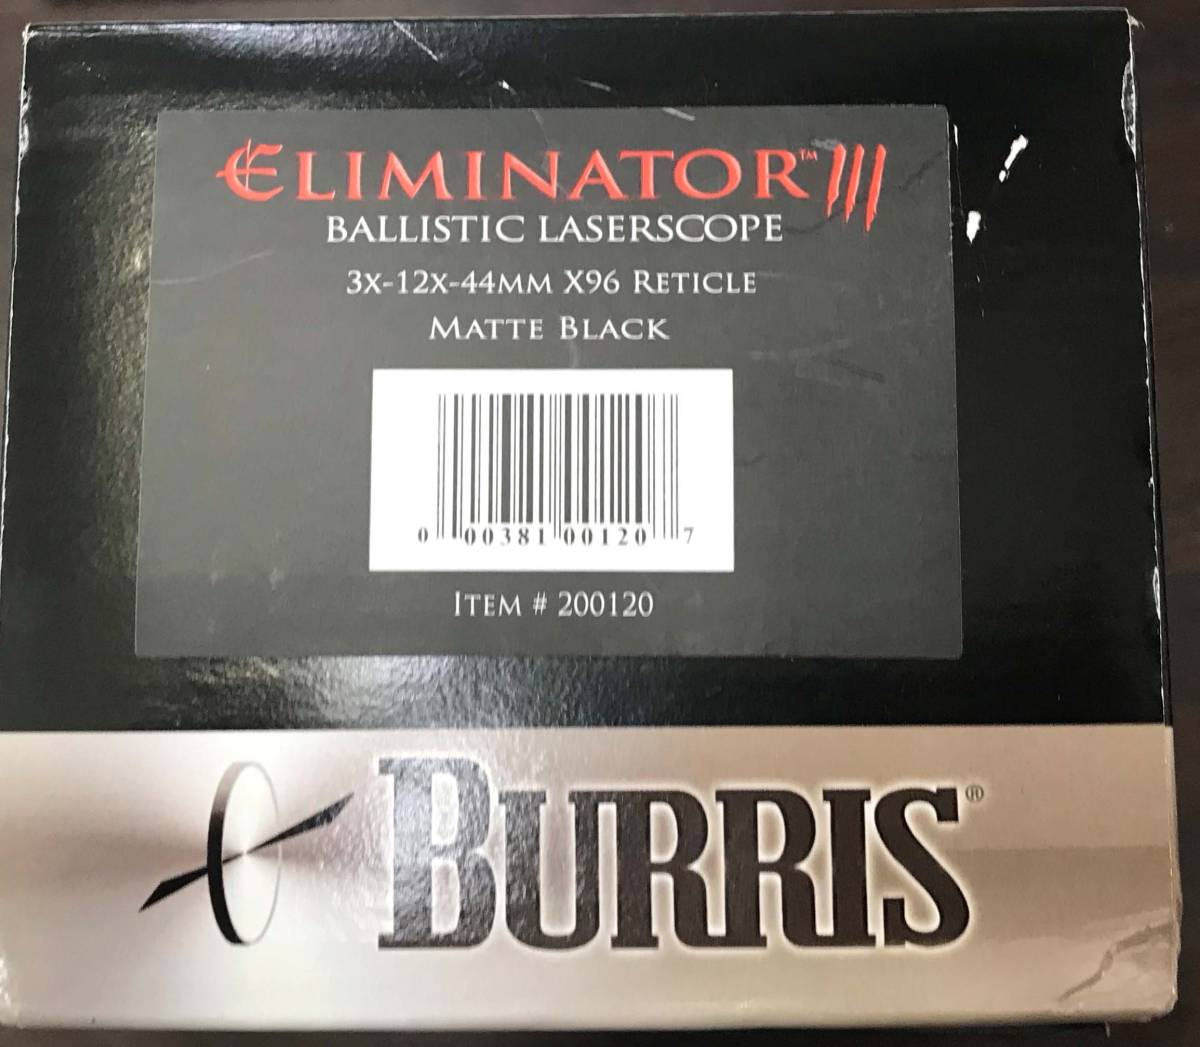 ELIMINATOR™ III
BALLISTIC LASERSCOPE
3X-12X-44MM X96 RETICLE
MATTE BLACK
0 00381 00120 7
ITEM # 200120
BURRIS®